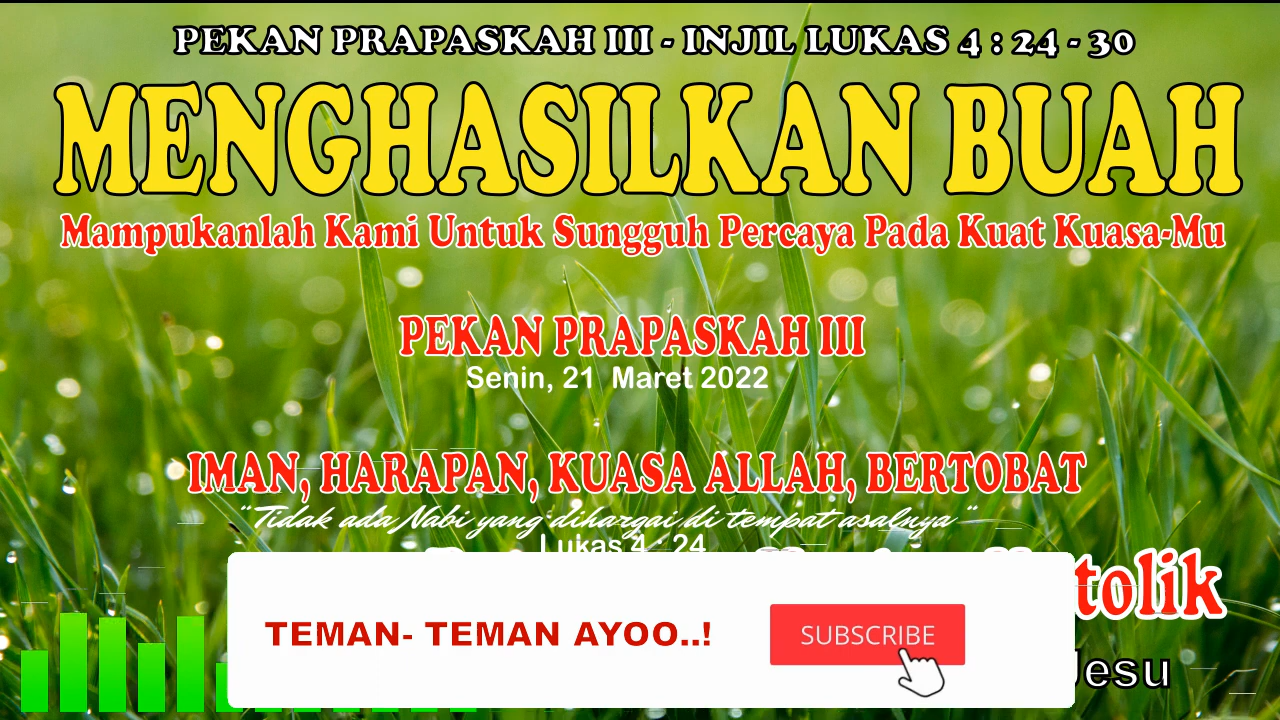 PEKAN PRAPASKAH III - INJIL LUKAS 4 : 24 - 30
MENGHASILKAN BUAH
Mampukanlah Kami Untuk Sungguh Percaya Pada Kuat Kuasa-Mu
PEKAN PRAPASKAH III
Senin, 21 Maret 2022
IMAN, HARAPAN, KUASA ALLAH, BERTOBAT
“Tidak ada Nabi yang dihargai di tempat asalnya “
Lukas 4 : 24
tolik
TEMAN- TEMAN AYOO..!
SUBSCRIBE
Jesu